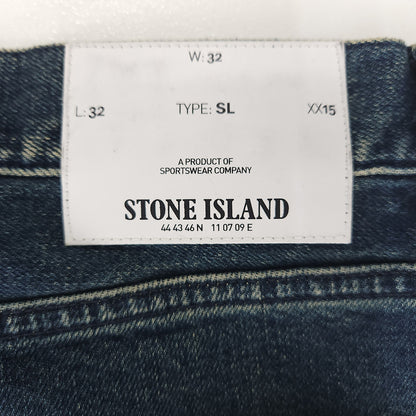 W: 32
L: 32 TYPE: SL XX15
A PRODUCT OF
SPORTSWEAR COMPANY
STONE ISLAND
44 43 46 N 11 07 09 E